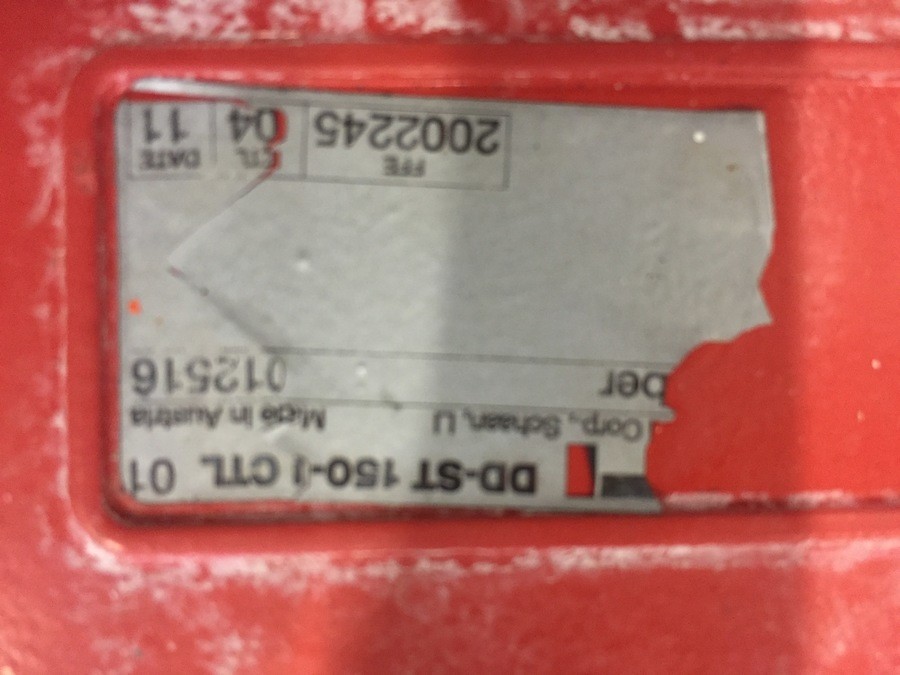 DD-ST 150-U CTL 01
Corp., Schaan, LI Made in Austria
ber 012516
FFE CTL DATE
2002245 04 11